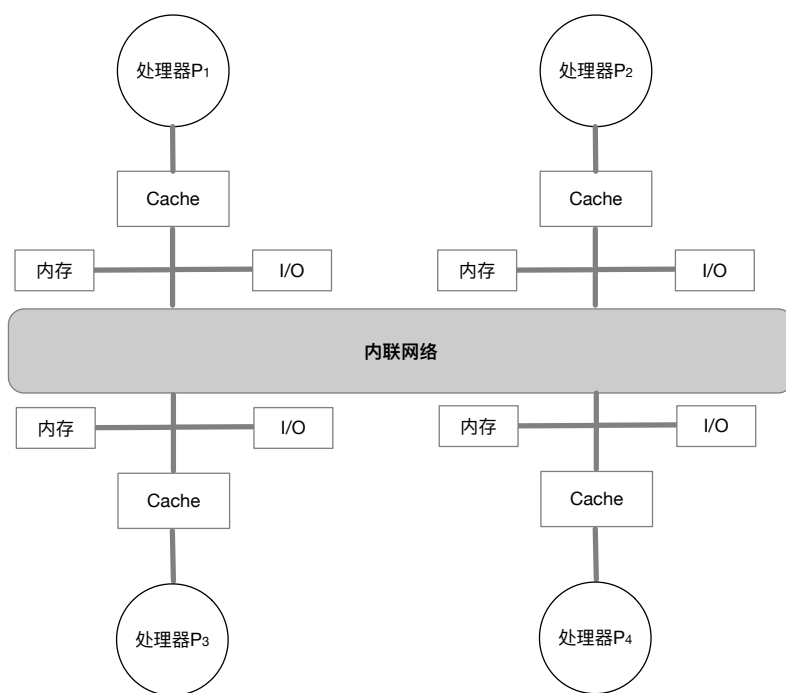 处理器P1
处理器P2
Cache
Cache
内存
I/O
内存
I/O
内联网络
内存
I/O
内存
I/O
Cache
Cache
处理器P3
处理器P4